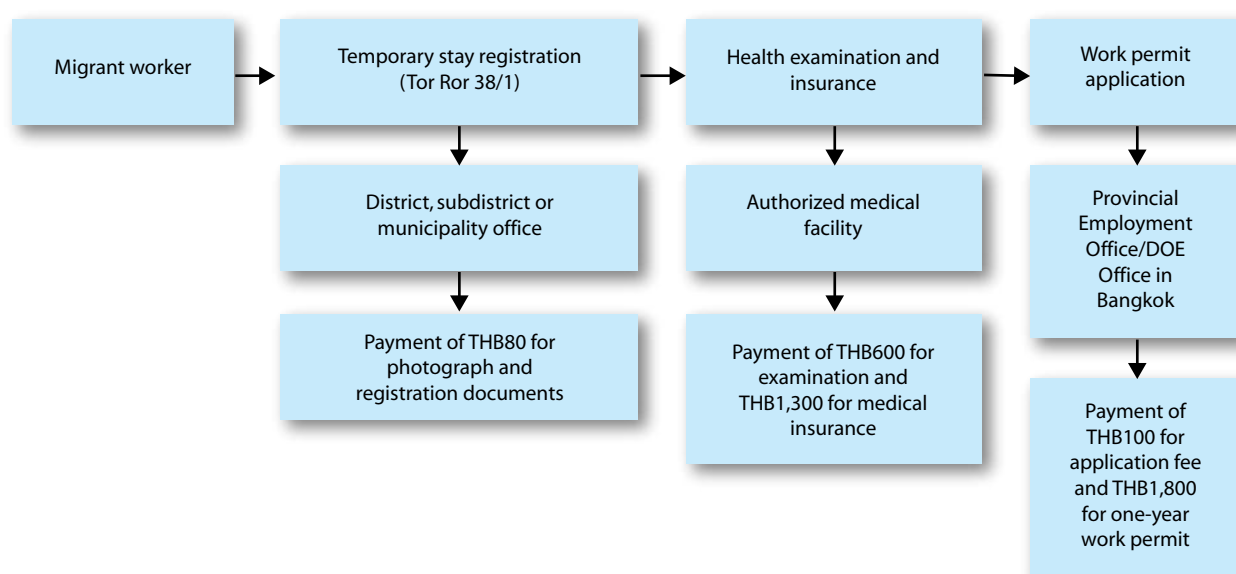 Migrant worker
Temporary stay registration
(Tor Ror 38/1)
Health examination and
insurance
Work permit
application
District, subdistrict or
municipality office
Authorized medical
facility
Provincial
Employment
Office/DOE
Office in
Bangkok
Payment of THB80 for
photograph and
registration documents
Payment of THB600 for
examination and
THB1,300 for medical
insurance
Payment of
THB100 for
application fee
and THB1,800
for one-year
work permit